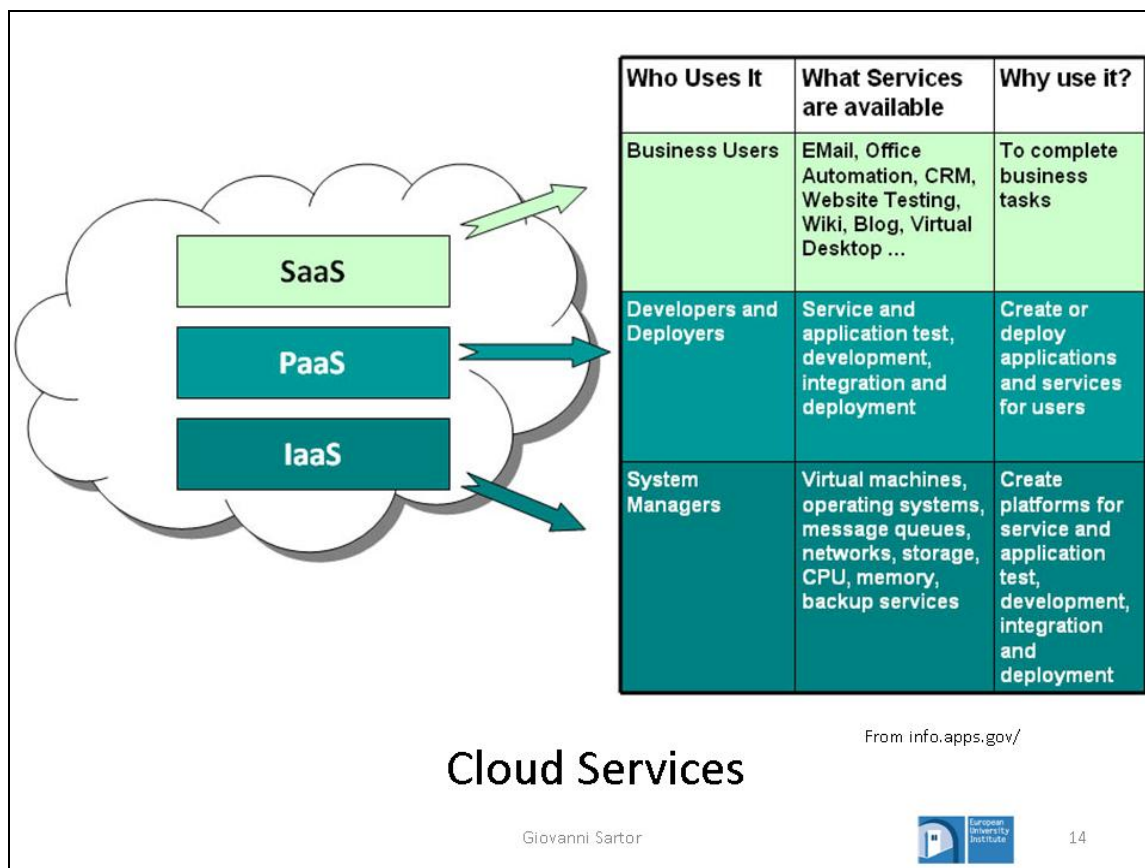 SaaS
PaaS
IaaS
Who Uses It
What Services
are available
Why use it?
Business Users
EMail, Office
Automation, CRM,
Website Testing,
Wiki, Blog, Virtual
Desktop ...
To complete
business
tasks
Developers and
Deployers
Service and
application test,
development,
integration and
deployment
Create or
deploy
applications
and services
for users
System
Managers
Virtual machines,
operating systems,
message queues,
networks, storage,
CPU, memory,
backup services
Create
platforms for
service and
application
test,
development,
integration
and
deployment
From info.apps.gov/
Cloud Services
Giovanni Sartor
European
University
Institute
14